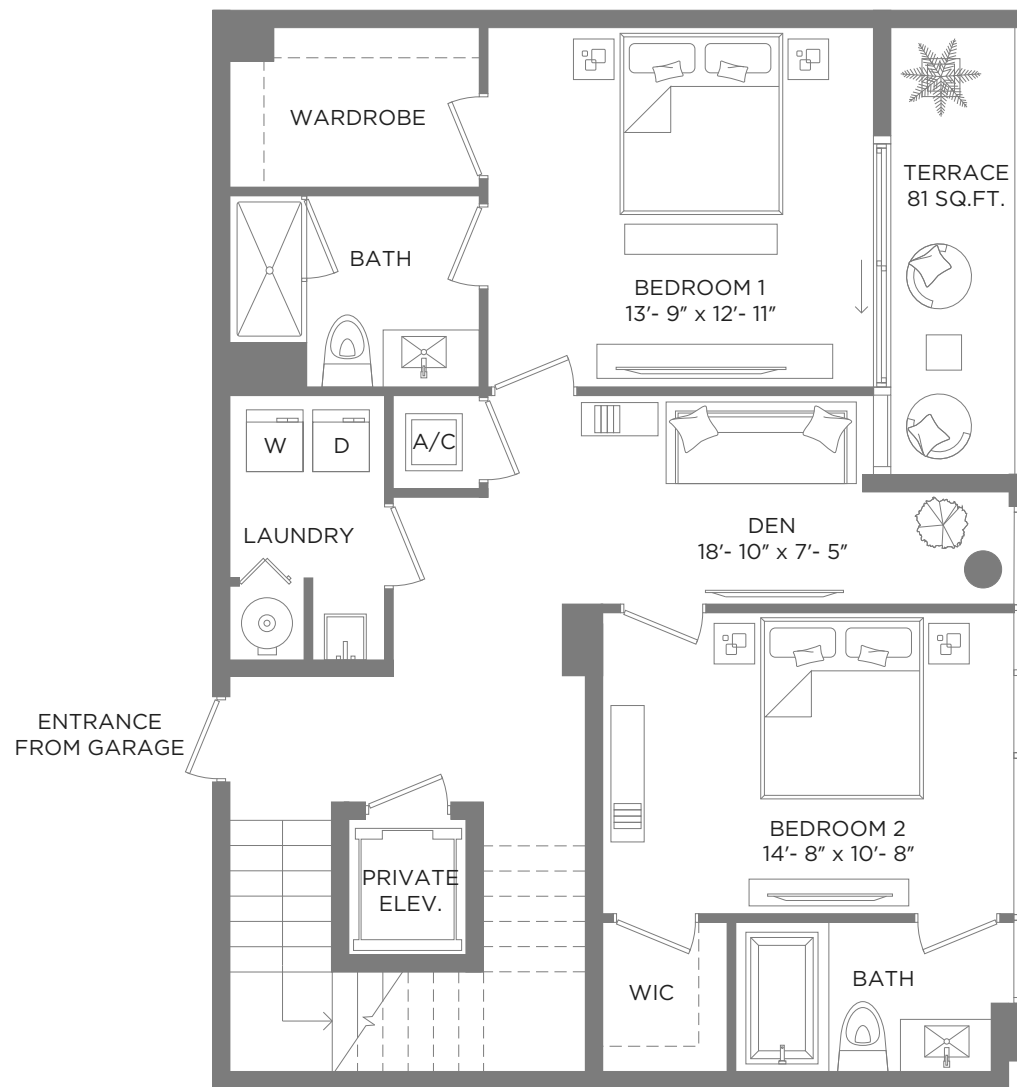 WARDROBE
TERRACE
81 SQ.FT.
BATH
BEDROOM 1
13'- 9" x 12'- 11"
W
D
A/C
LAUNDRY
DEN
18'- 10" x 7'- 5"
ENTRANCE
FROM GARAGE
BEDROOM 2
14'- 8" x 10'- 8"
PRIVATE
ELEV.
WIC
BATH